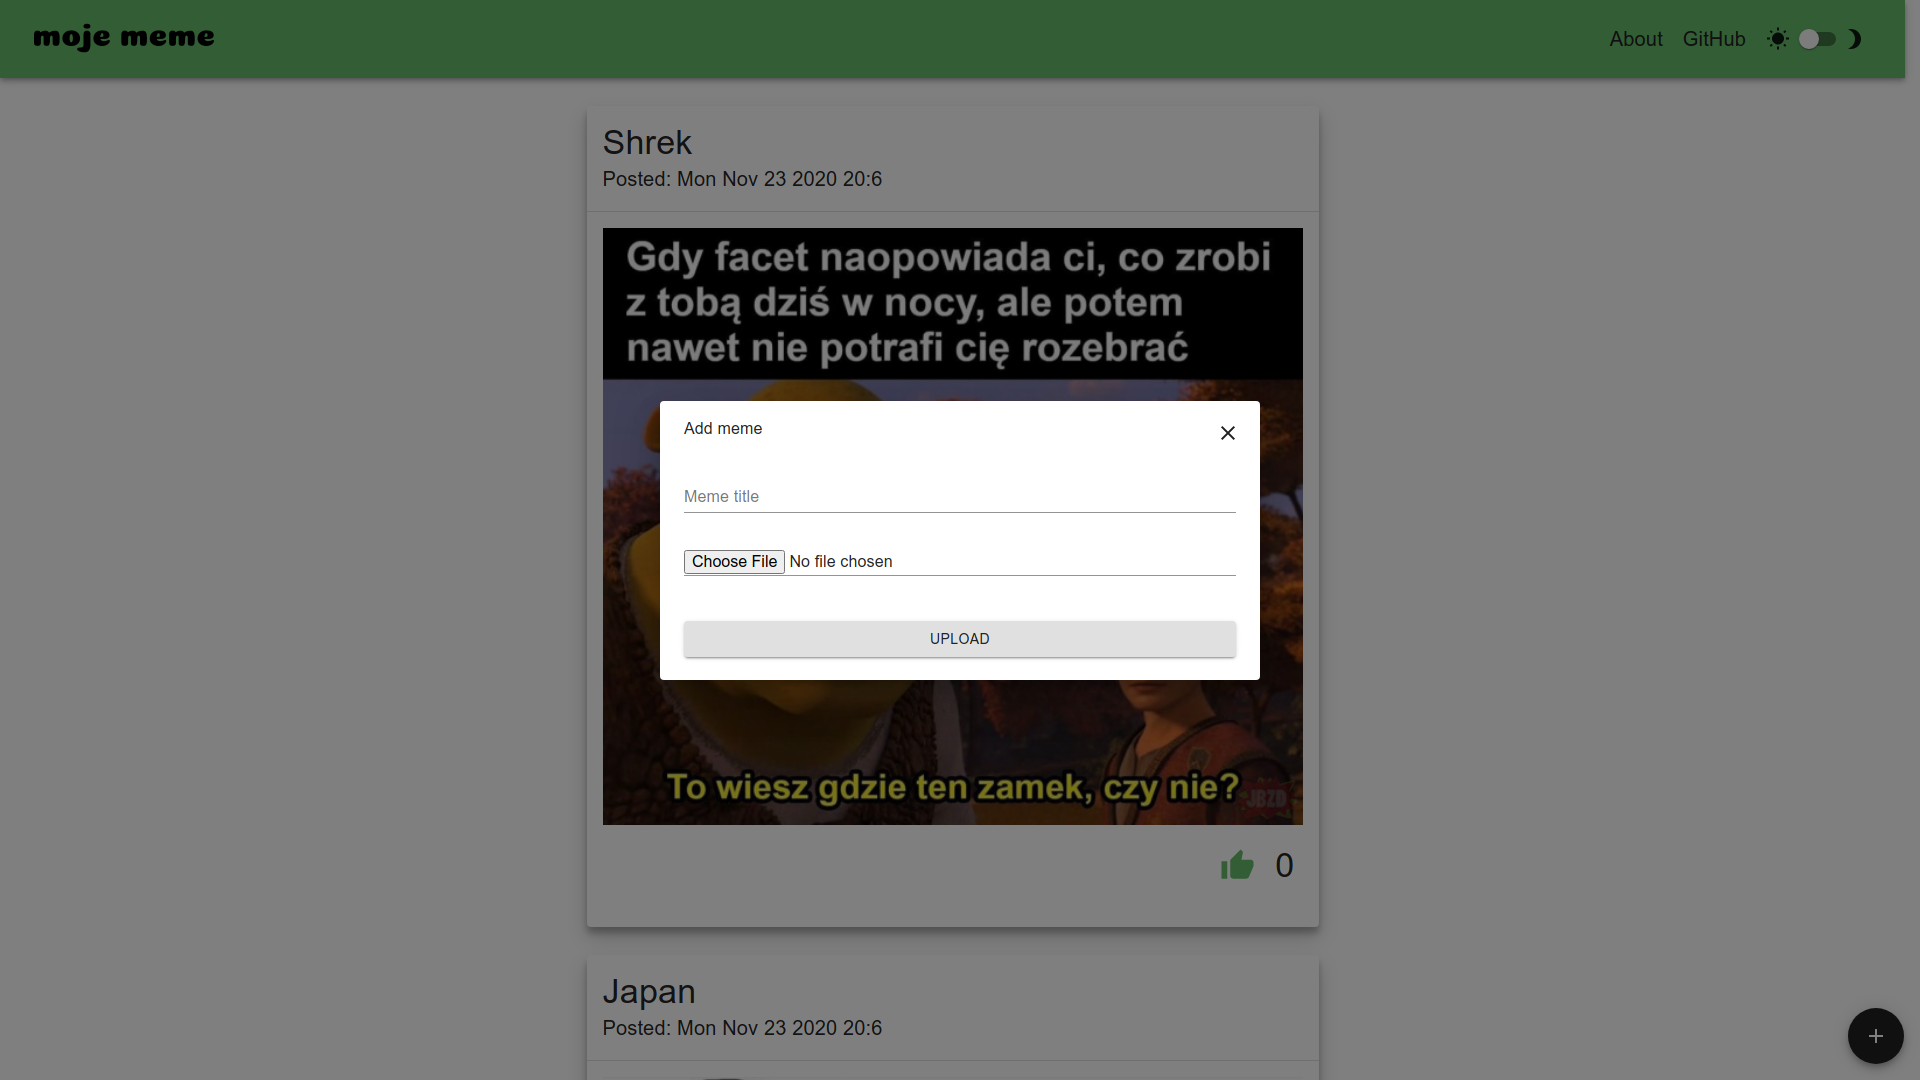 moje meme
About GitHub
Shrek
Posted: Mon Nov 23 2020 20:6
Gdy facet naopowiada ci, co zrobi
z tobą dziś w nocy, ale potem
nawet nie potrafi cię rozebrać
Add meme
Meme title
Choose File No file chosen
UPLOAD
To wiesz gdzie ten zamek, czy nie?
JBZD
0
Japan
Posted: Mon Nov 23 2020 20:6